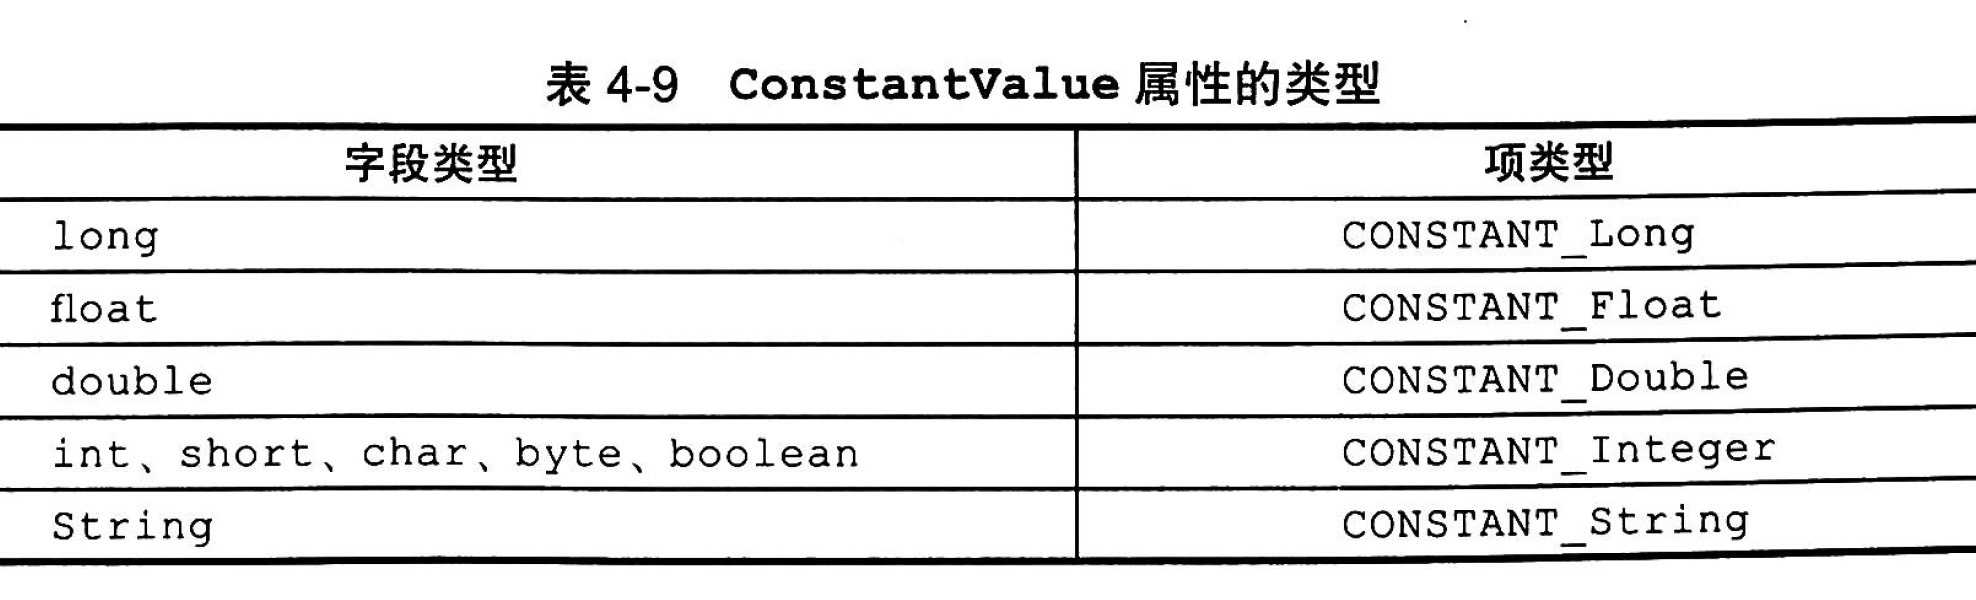 表 4-9 ConstantValue 属性的类型
字段类型 项类型
long CONSTANT_Long
float CONSTANT_Float
double CONSTANT_Double
int、short、char、byte、boolean CONSTANT_Integer
String CONSTANT_String